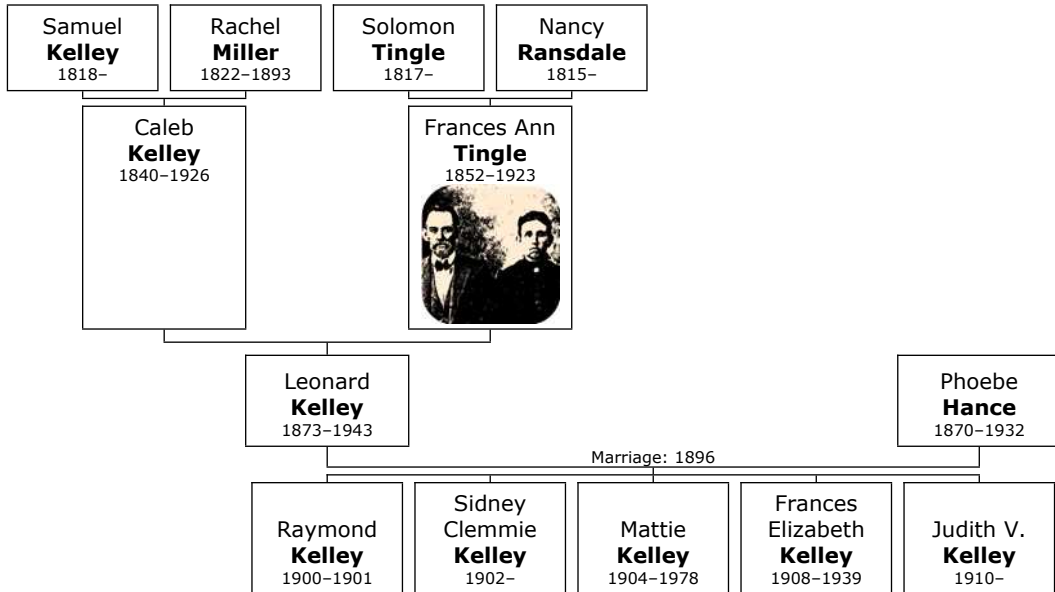 Samuel
Kelley
1818–
Rachel
Miller
1822–1893
Solomon
Tingle
1817–
Nancy
Ransdale
1815–
Caleb
Kelley
1840–1926
Frances Ann
Tingle
1852–1923
Leonard
Kelley
1873–1943
Phoebe
Hance
1870–1932
Marriage: 1896
Raymond
Kelley
1900–1901
Sidney
Clemmie
Kelley
1902–
Mattie
Kelley
1904–1978
Frances
Elizabeth
Kelley
1908–1939
Judith V.
Kelley
1910–